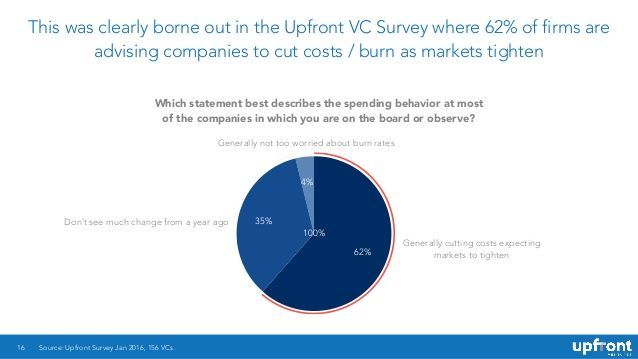 This was clearly borne out in the Upfront VC Survey where 62% of firms are
advising companies to cut costs / burn as markets tighten
Which statement best describes the spending behavior at most
of the companies in which you are on the board or observe?
Generally not too worried about burn rates
4%
Don't see much change from a year ago
35%
100%
62%
Generally cutting costs expecting
markets to tighten
16 Source: Upfront Survey Jan 2016, 156 VCs.
upfront